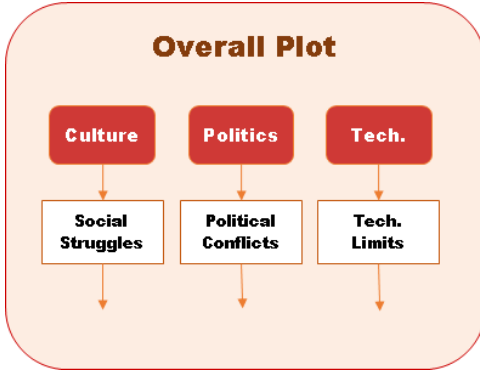 Overall Plot
Culture
Politics
Tech.
Social
Struggles
Political
Conflicts
Tech.
Limits